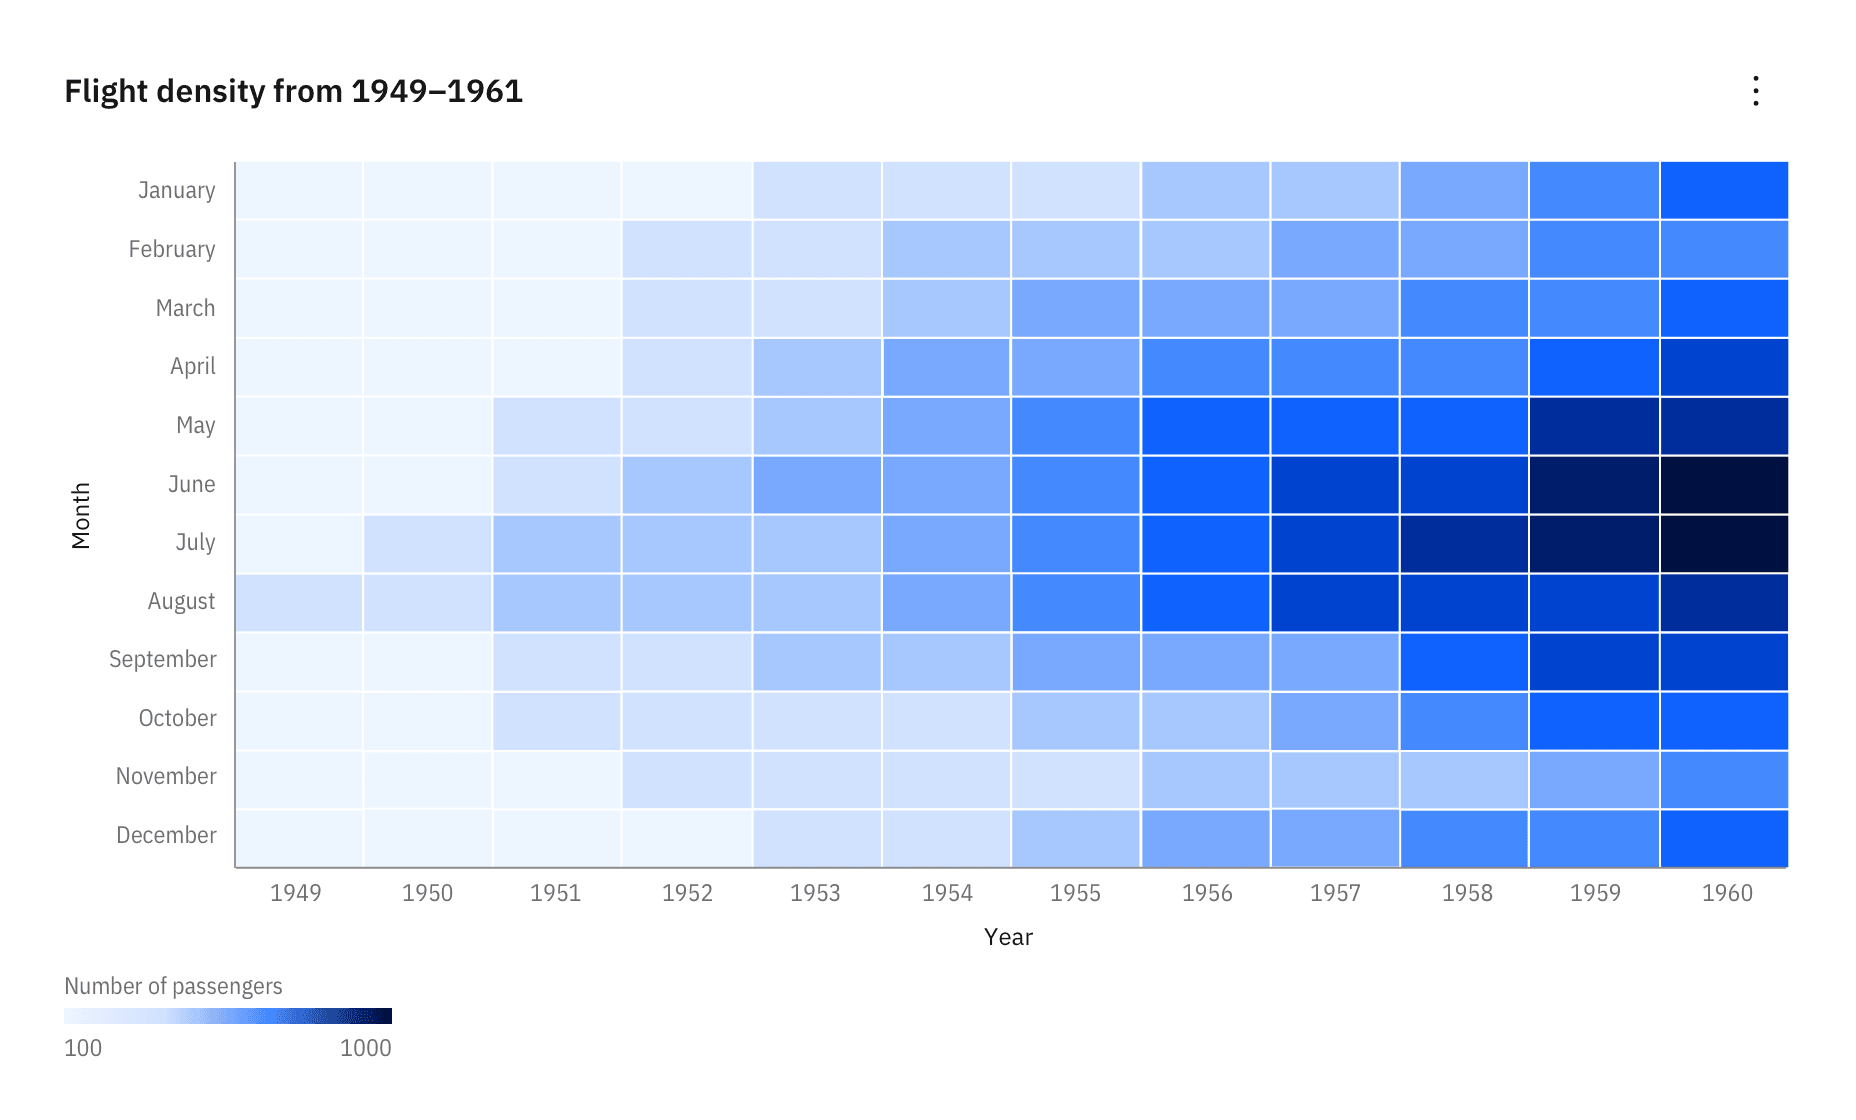 Flight density from 1949–1961
January
February
March
April
May
June
July
August
September
October
November
December
Month
1949 1950 1951 1952 1953 1954 1955 1956 1957 1958 1959 1960
Year
Number of passengers
100 1000